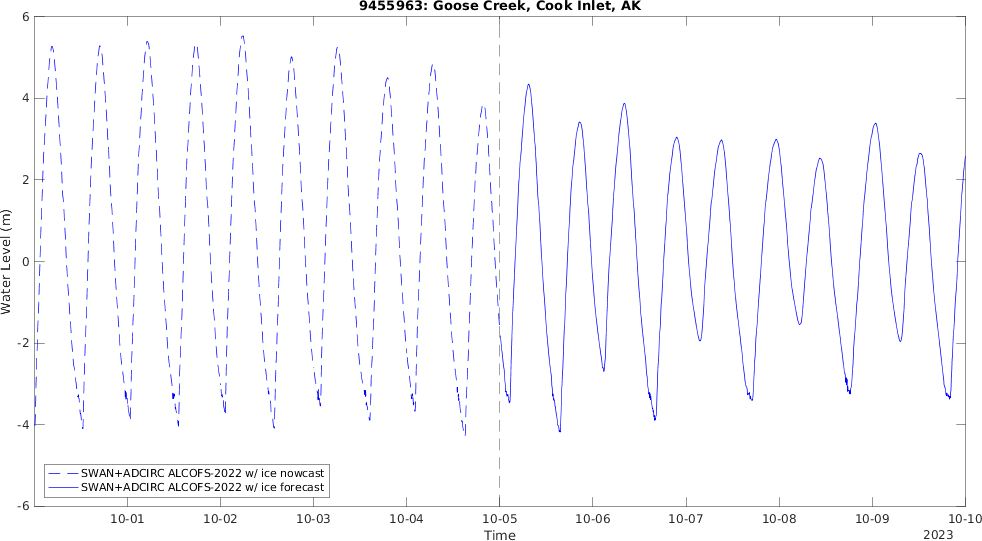 9455963: Goose Creek, Cook Inlet, AK
6
4
2
0
-2
-4
-6
Water Level (m)
SWAN+ADCIRC ALCOFS-2022 w/ ice nowcast
SWAN+ADCIRC ALCOFS-2022 w/ ice forecast
10-01 10-02 10-03 10-04 10-05 10-06 10-07 10-08 10-09 10-10
Time
2023